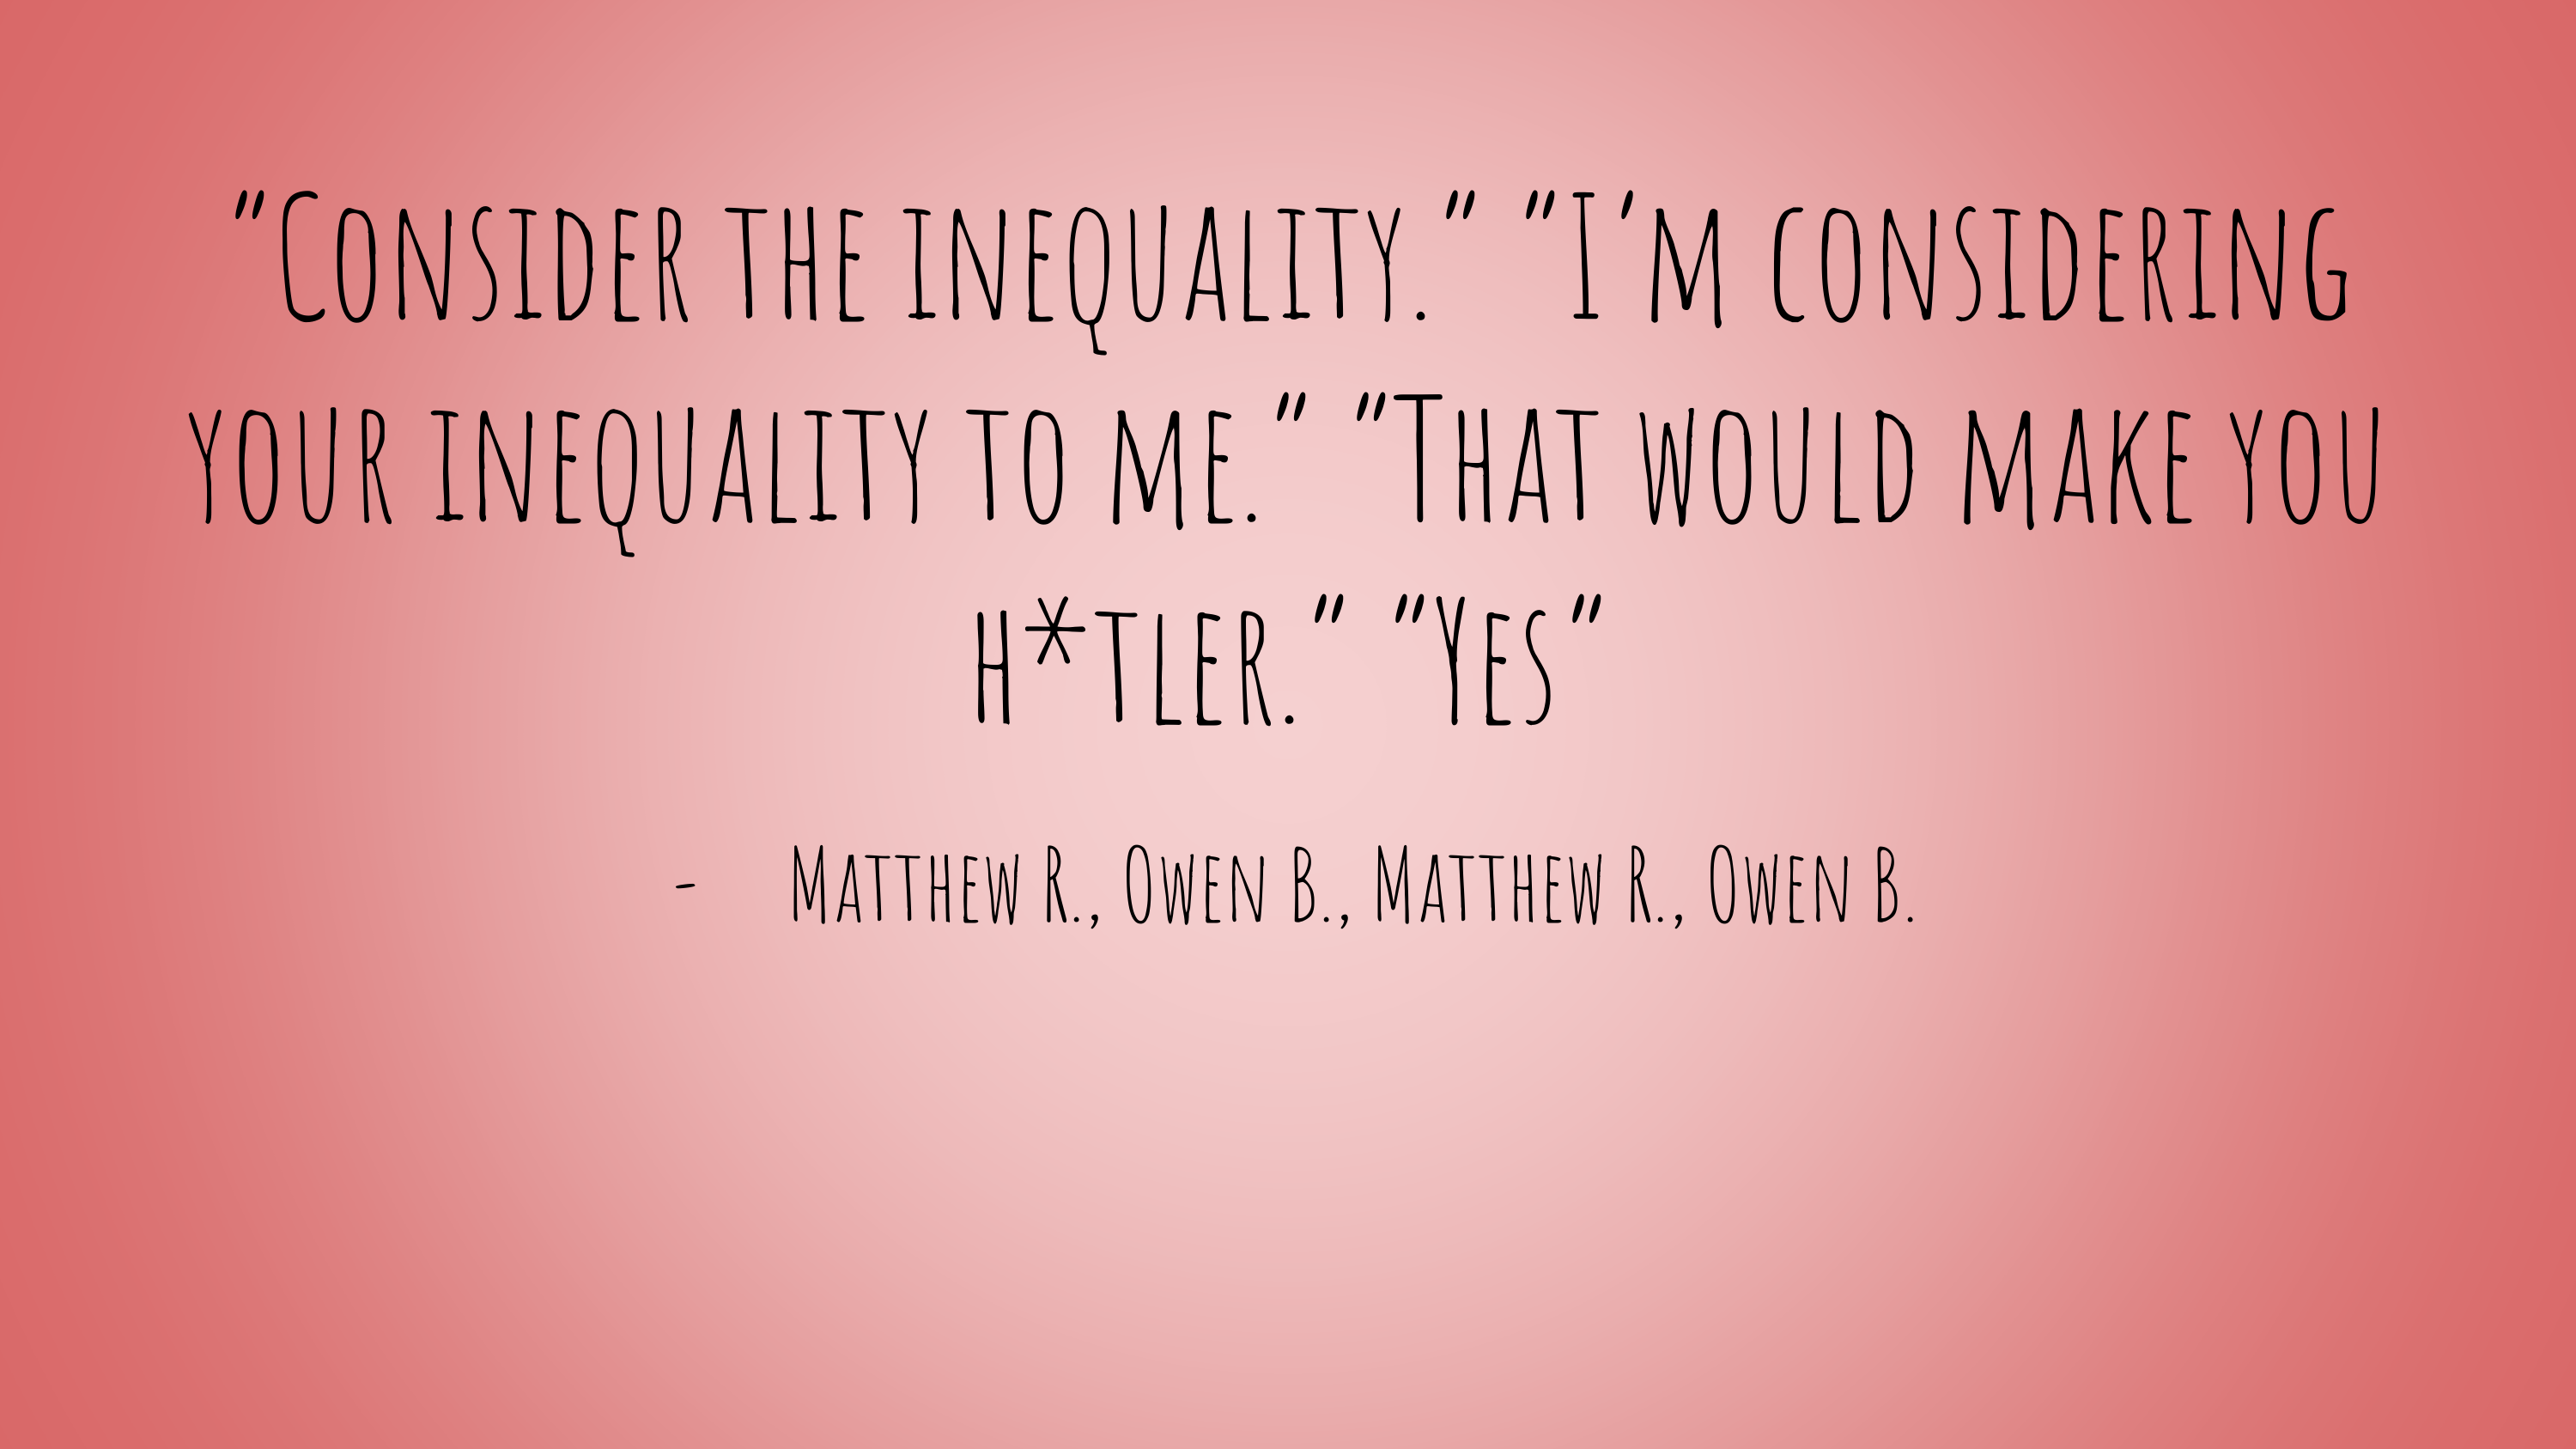 "Consider the inequality." "I'm considering
your inequality to me." "That would make you
h*tler." "Yes"
- Matthew R., Owen B., Matthew R., Owen B.